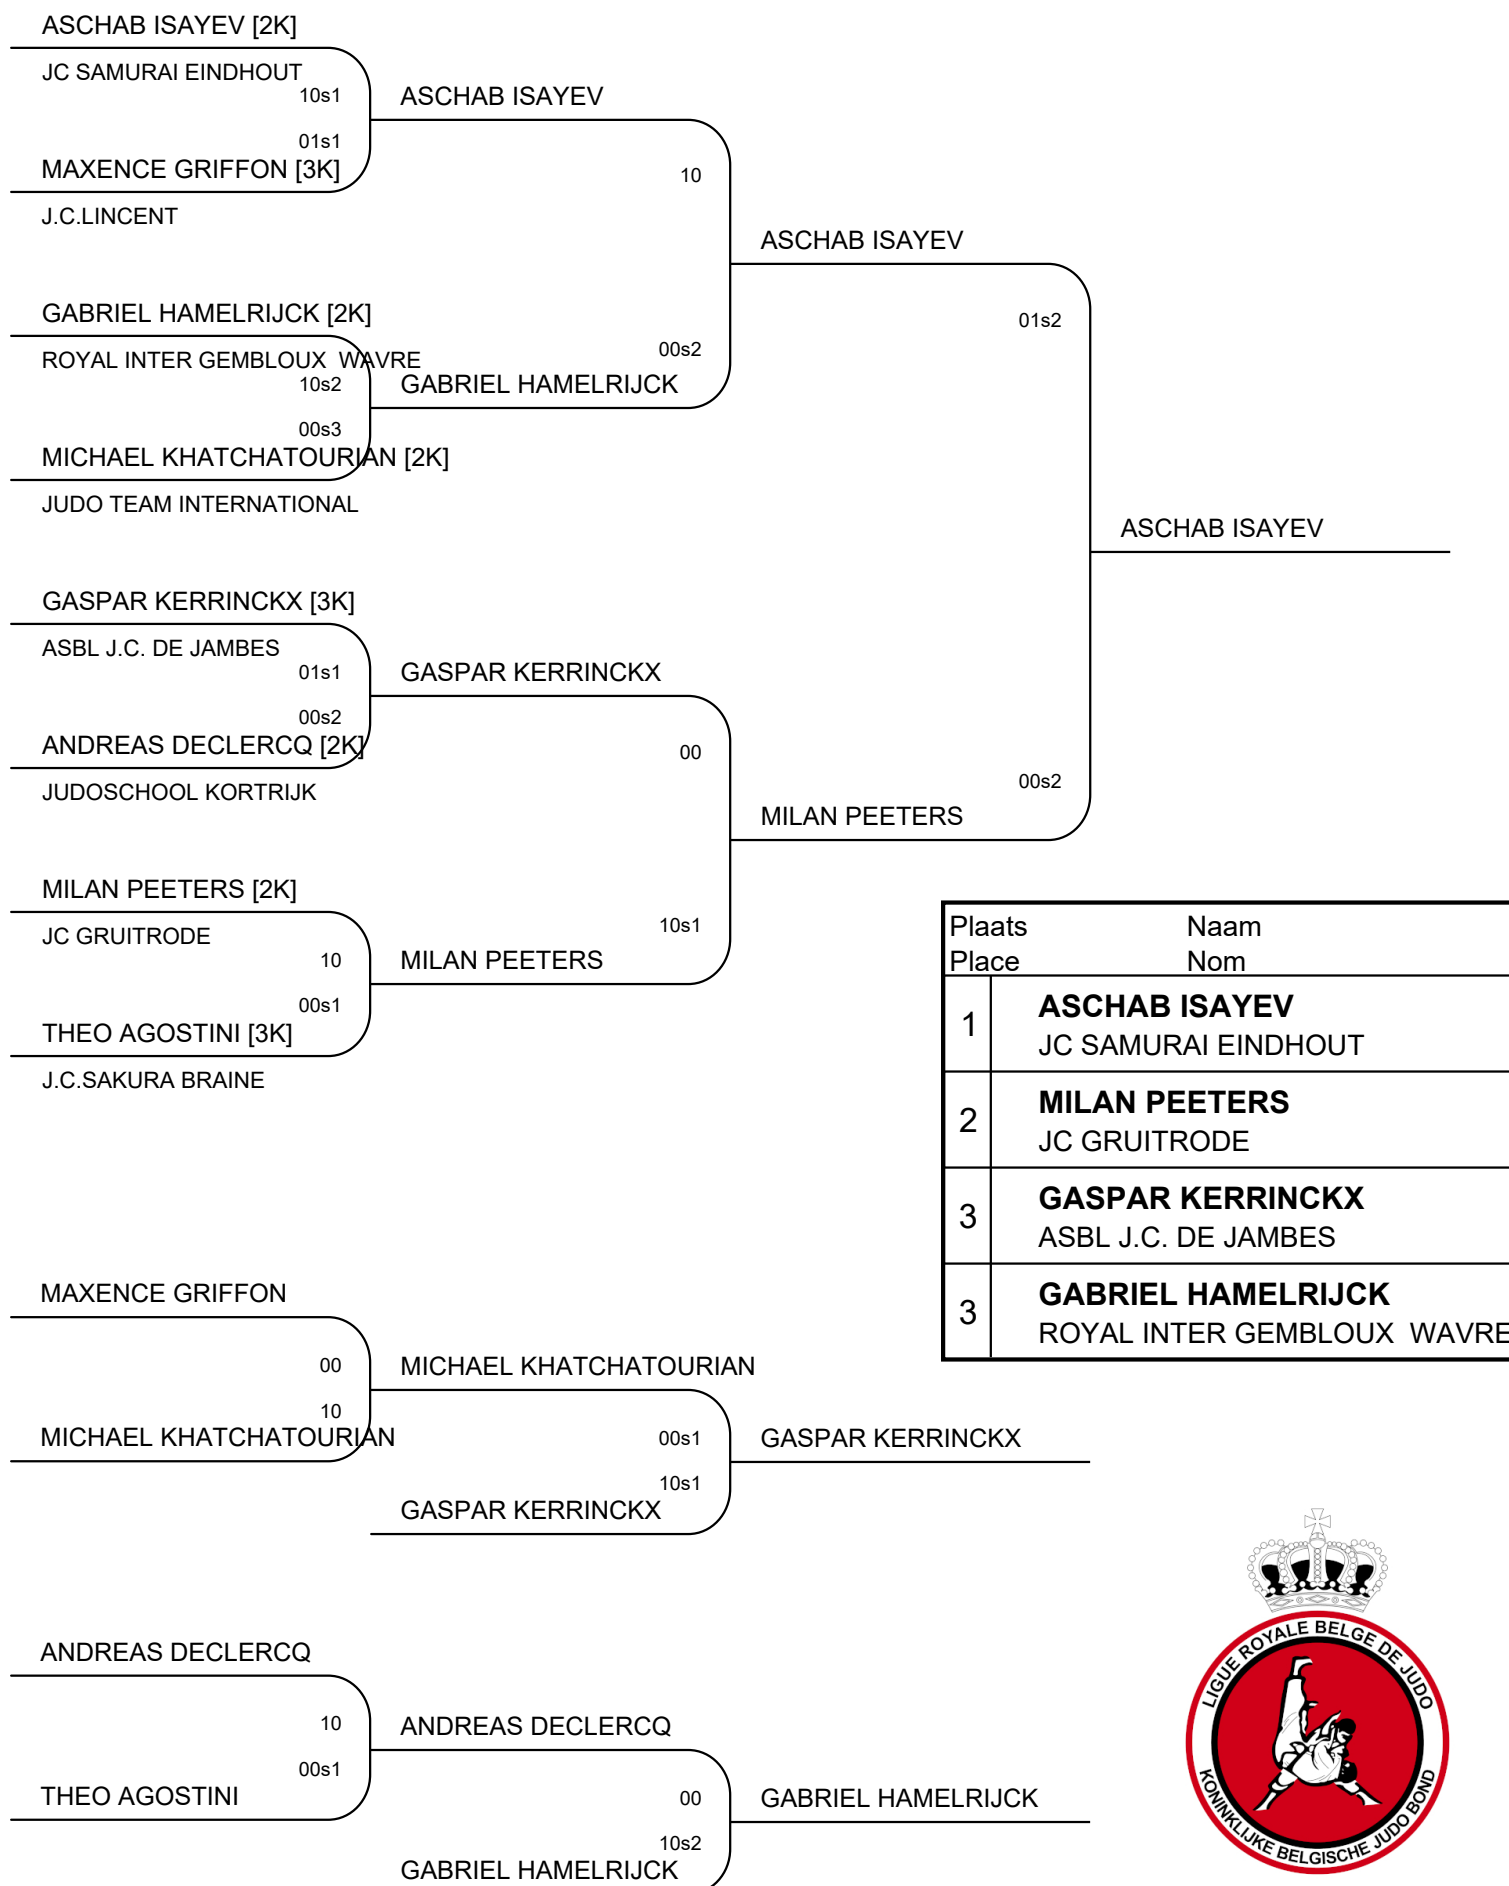 ASCHAB ISAYEV [2K]
JC SAMURAI EINDHOUT
10s1
ASCHAB ISAYEV
01s1
MAXENCE GRIFFON [3K]
10
J.C.LINCENT
ASCHAB ISAYEV
GABRIEL HAMELRIJCK [2K]
01s2
ROYAL INTER GEMBLOUX  WAVRE
00s2
10s2
GABRIEL HAMELRIJCK
00s3
MICHAEL KHATCHATOURIAN [2K]
JUDO TEAM INTERNATIONAL
ASCHAB ISAYEV
GASPAR KERRINCKX [3K]
ASBL J.C. DE JAMBES
01s1
GASPAR KERRINCKX
00s2
ANDREAS DECLERCQ [2K]
00
JUDOSCHOOL KORTRIJK
00s2
MILAN PEETERS
MILAN PEETERS [2K]
JC GRUITRODE
10s1
10
MILAN PEETERS
00s1
THEO AGOSTINI [3K]
J.C.SAKURA BRAINE
Plaats Naam
Place Nom
1 ASCHAB ISAYEV
JC SAMURAI EINDHOUT
2 MILAN PEETERS
JC GRUITRODE
3 GASPAR KERRINCKX
ASBL J.C. DE JAMBES
3 GABRIEL HAMELRIJCK
ROYAL INTER GEMBLOUX  WAVRE
MAXENCE GRIFFON
00
MICHAEL KHATCHATOURIAN
10
MICHAEL KHATCHATOURIAN
00s1
GASPAR KERRINCKX
10s1
GASPAR KERRINCKX
ANDREAS DECLERCQ
10
ANDREAS DECLERCQ
00s1
THEO AGOSTINI
00
GABRIEL HAMELRIJCK
10s2
GABRIEL HAMELRIJCK
LIGUE ROYALE BELGE DE JUDO
KONINKLIJKE BELGISCHE JUDO BOND